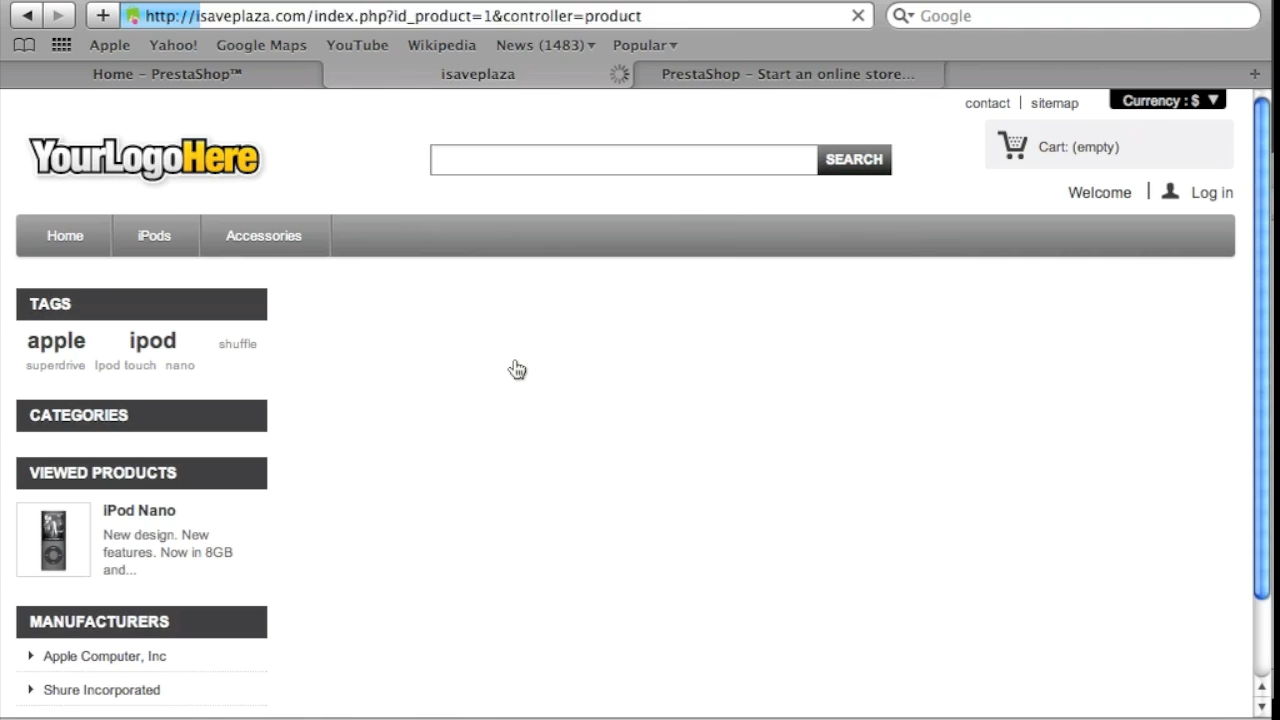 http://isaveplaza.com/index.php?id_product=1&controller=product
Google
Apple Yahoo! Google Maps YouTube Wikipedia News (1483)▾ Popular▾
Home – PrestaShop™ isaveplaza PrestaShop – Start an online store...
contact | sitemap Currency : $ ▼
YourLogoHere
SEARCH
Cart: (empty)
Welcome | Log in
Home iPods Accessories
TAGS
apple ipod shuffle
superdrive Ipod touch nano
CATEGORIES
VIEWED PRODUCTS
iPod Nano
New design. New
features. Now in 8GB
and...
MANUFACTURERS
Apple Computer, Inc
Shure Incorporated